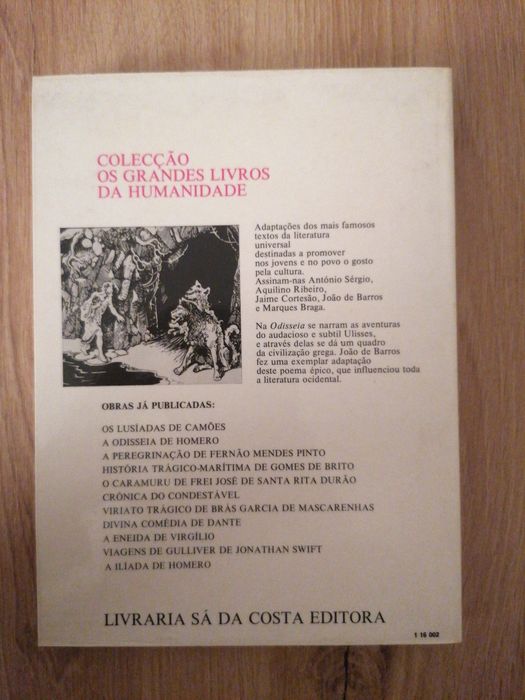 COLECÇÃO
OS GRANDES LIVROS
DA HUMANIDADE
Adaptações dos mais famosos
textos da literatura
universal
destinadas a promover
nos jovens e no povo o gosto
pela cultura.
Assinam-nas António Sérgio,
Aquilino Ribeiro,
Jaime Cortesão, João de Barros
e Marques Braga.
Na Odisseia se narram as aventuras
do audacioso e subtil Ulisses,
e através delas se dá um quadro
da civilização grega. João de Barros
fez uma exemplar adaptação
deste poema épico, que influenciou toda
a literatura ocidental.
OBRAS JÁ PUBLICADAS:
OS LUSÍADAS DE CAMÕES
A ODISSEIA DE HOMERO
A PEREGRINAÇÃO DE FERNÃO MENDES PINTO
HISTÓRIA TRÁGICO-MARÍTIMA DE GOMES DE BRITO
O CARAMURU DE FREI JOSÉ DE SANTA RITA DURÃO
CRÓNICA DO CONDESTÁVEL
VIRIATO TRÁGICO DE BRÁS GARCIA DE MASCARENHAS
DIVINA COMÉDIA DE DANTE
A ENEIDA DE VIRGÍLIO
VIAGENS DE GULLIVER DE JONATHAN SWIFT
A ILÍADA DE HOMERO
LIVRARIA SÁ DA COSTA EDITORA
1 16 002